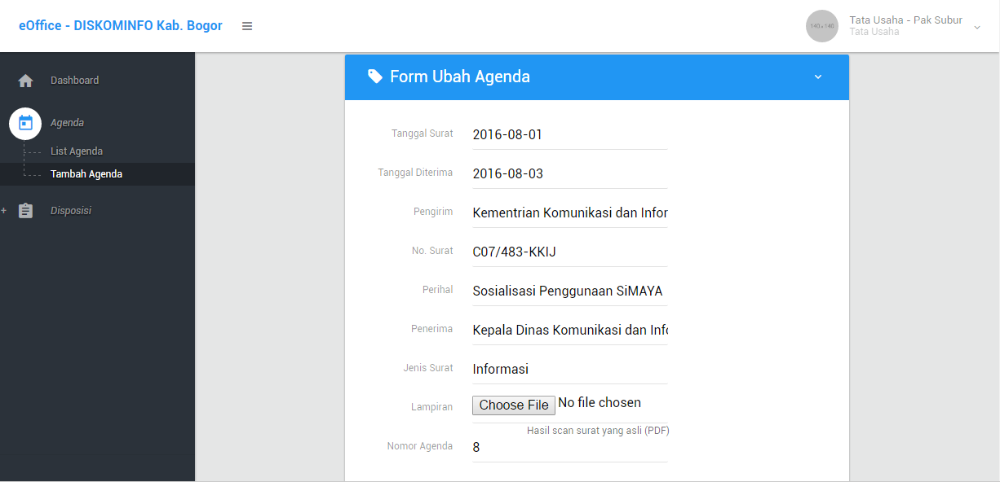 eOffice - DISKOMINFO Kab. Bogor
140 x 140
Tata Usaha - Pak Subur
Tata Usaha
Dashboard
Agenda
List Agenda
Tambah Agenda
+ Disposisi
Form Ubah Agenda
Tanggal Surat 2016-08-01
Tanggal Diterima 2016-08-03
Pengirim Kementrian Komunikasi dan Infor
No. Surat C07/483-KKIJ
Perihal Sosialisasi Penggunaan SiMAYA
Penerima Kepala Dinas Komunikasi dan Info
Jenis Surat Informasi
Lampiran Choose File No file chosen
Hasil scan surat yang asli (PDF)
Nomor Agenda 8